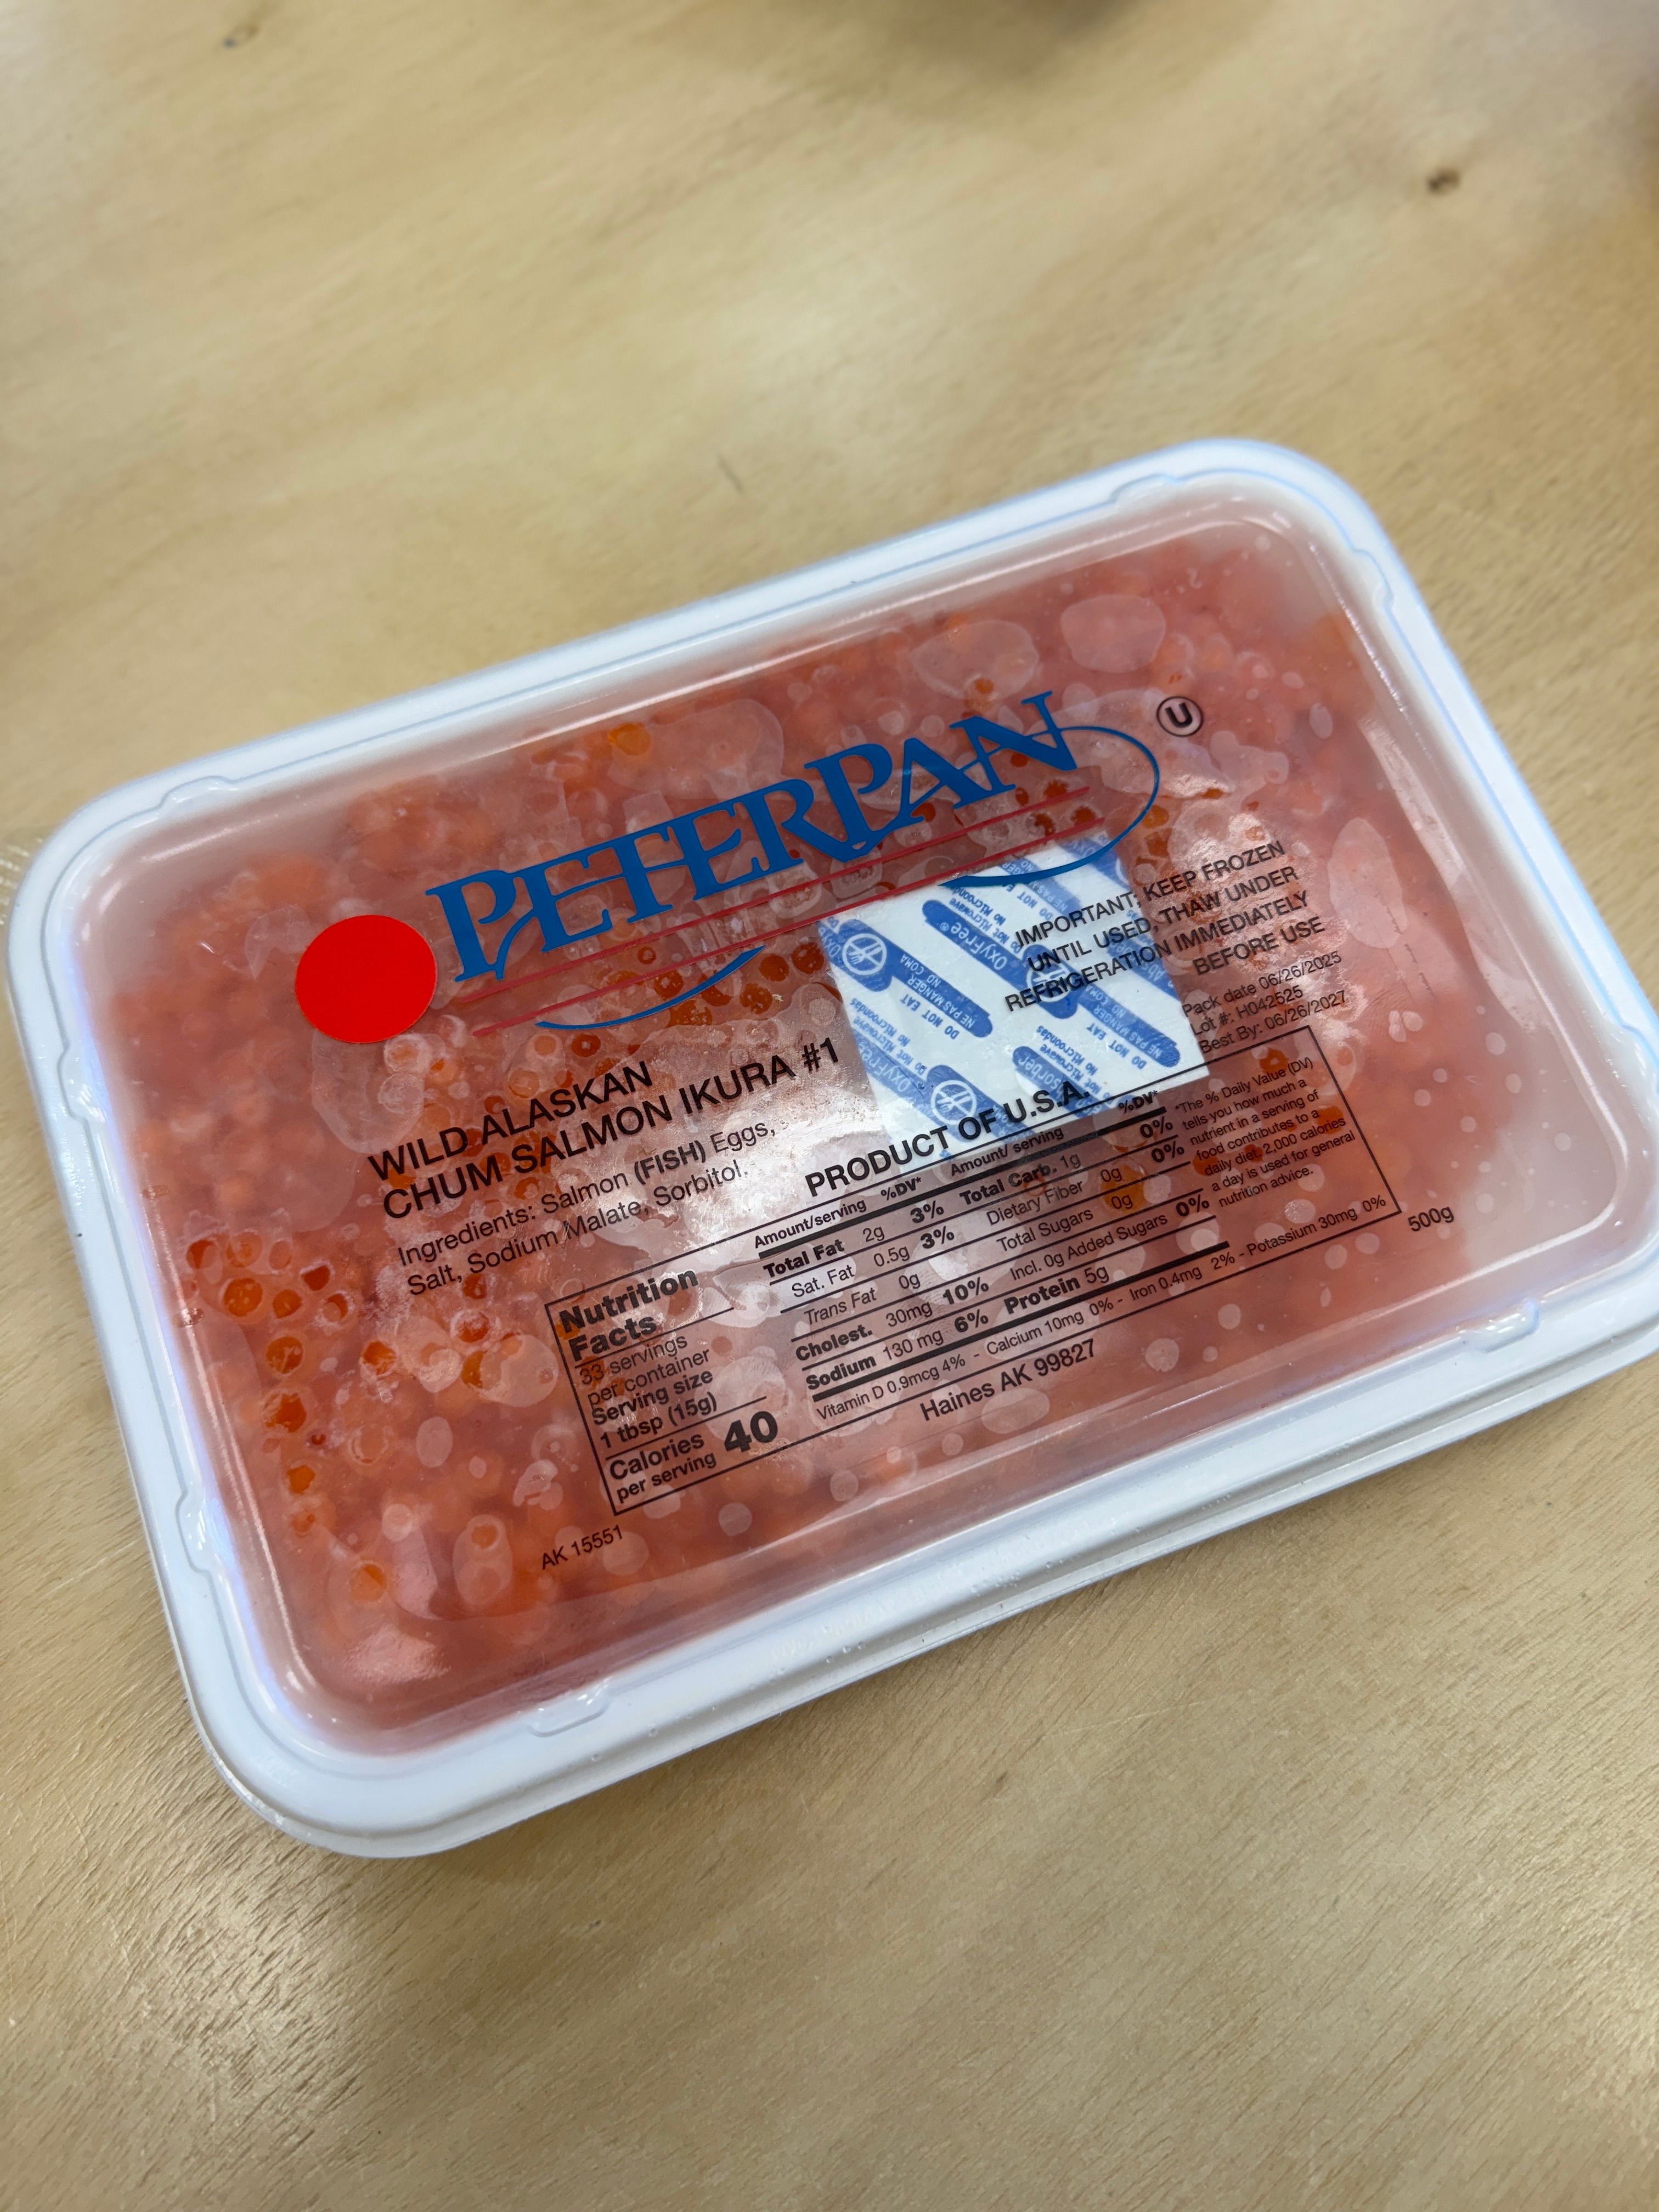 PETERPAN
U
IMPORTANT: KEEP FROZEN
UNTIL USED, THAW UNDER
REFRIGERATION IMMEDIATELY
BEFORE USE
Pack date 06/26/2025
Lot #: H042525
Best By: 06/26/2027
WILD ALASKAN
CHUM SALMON IKURA #1
Ingredients: Salmon (FISH) Eggs,
Salt, Sodium Malate, Sorbitol.
PRODUCT OF U.S.A.
Nutrition
Facts
33 servings
per container
Serving size
1 tbsp (15g)
Calories 40
per serving
Amount/serving %DV*
Total Fat 2g 3%
Sat. Fat 0.5g 3%
Trans Fat 0g
Cholest. 30mg 10%
Sodium 130 mg 6%
Amount/ serving %DV*
Total Carb. 1g 0%
Dietary Fiber 0g 0%
Total Sugars 0g
Incl. 0g Added Sugars 0%
Protein 5g
Vitamin D 0.9mcg 4% - Calcium 10mg 0% - Iron 0.4mg 2% - Potassium 30mg 0%
*The % Daily Value (DV)
tells you how much a
nutrient in a serving of
food contributes to a
daily diet. 2,000 calories
a day is used for general
nutrition advice.
500g
Haines AK 99827
AK 15551
OxyFree®
DO NOT EAT
NE PAS MANGER
NO COMA